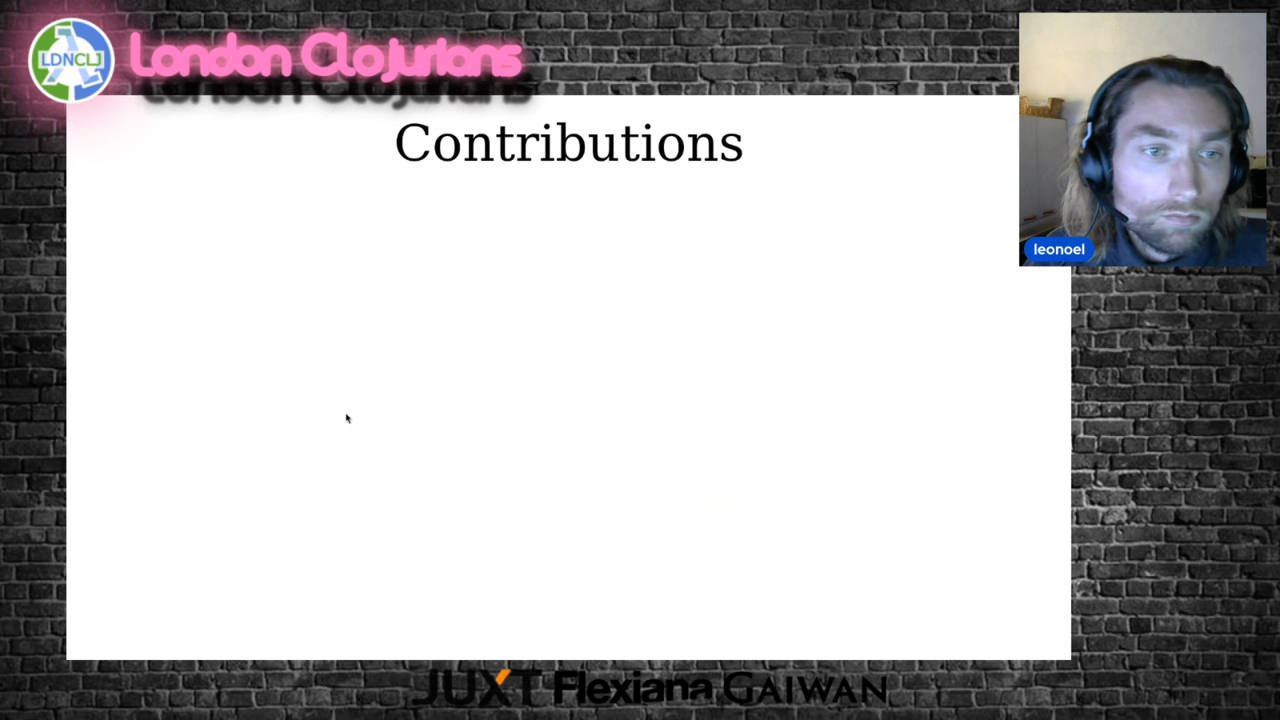 LDNCLJ
London Clojurians
Contributions
leonoel
JUXT Flexiana GAIWAN